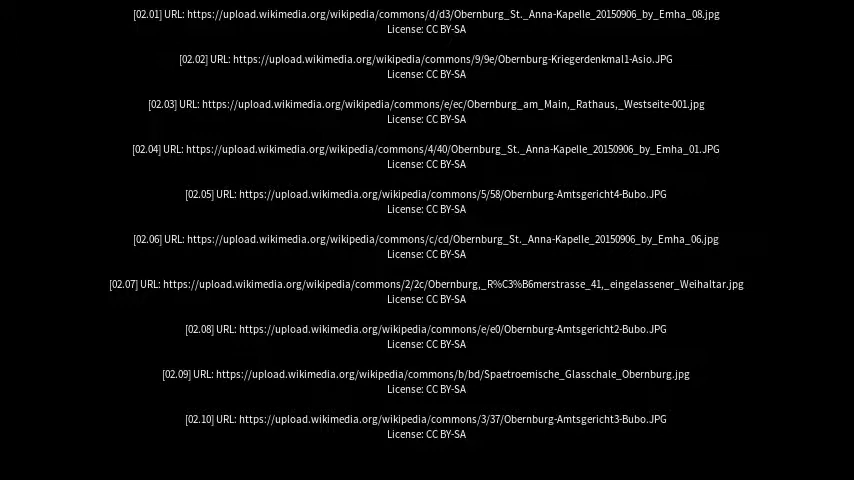 [02.01] URL: https://upload.wikimedia.org/wikipedia/commons/d/d3/Obernburg_St._Anna-Kapelle_20150906_by_Emha_08.jpg
License: CC BY-SA
[02.02] URL: https://upload.wikimedia.org/wikipedia/commons/9/9e/Obernburg-Kriegerdenkmal1-Asio.JPG
License: CC BY-SA
[02.03] URL: https://upload.wikimedia.org/wikipedia/commons/e/ec/Obernburg_am_Main,_Rathaus,_Westseite-001.jpg
License: CC BY-SA
[02.04] URL: https://upload.wikimedia.org/wikipedia/commons/4/40/Obernburg_St._Anna-Kapelle_20150906_by_Emha_01.JPG
License: CC BY-SA
[02.05] URL: https://upload.wikimedia.org/wikipedia/commons/5/58/Obernburg-Amtsgericht4-Bubo.JPG
License: CC BY-SA
[02.06] URL: https://upload.wikimedia.org/wikipedia/commons/c/cd/Obernburg_St._Anna-Kapelle_20150906_by_Emha_06.jpg
License: CC BY-SA
[02.07] URL: https://upload.wikimedia.org/wikipedia/commons/2/2c/Obernburg,_R%C3%B6merstrasse_41,_eingelassener_Weihaltar.jpg
License: CC BY-SA
[02.08] URL: https://upload.wikimedia.org/wikipedia/commons/e/e0/Obernburg-Amtsgericht2-Bubo.JPG
License: CC BY-SA
[02.09] URL: https://upload.wikimedia.org/wikipedia/commons/b/bd/Spaetroemische_Glasschale_Obernburg.jpg
License: CC BY-SA
[02.10] URL: https://upload.wikimedia.org/wikipedia/commons/3/37/Obernburg-Amtsgericht3-Bubo.JPG
License: CC BY-SA